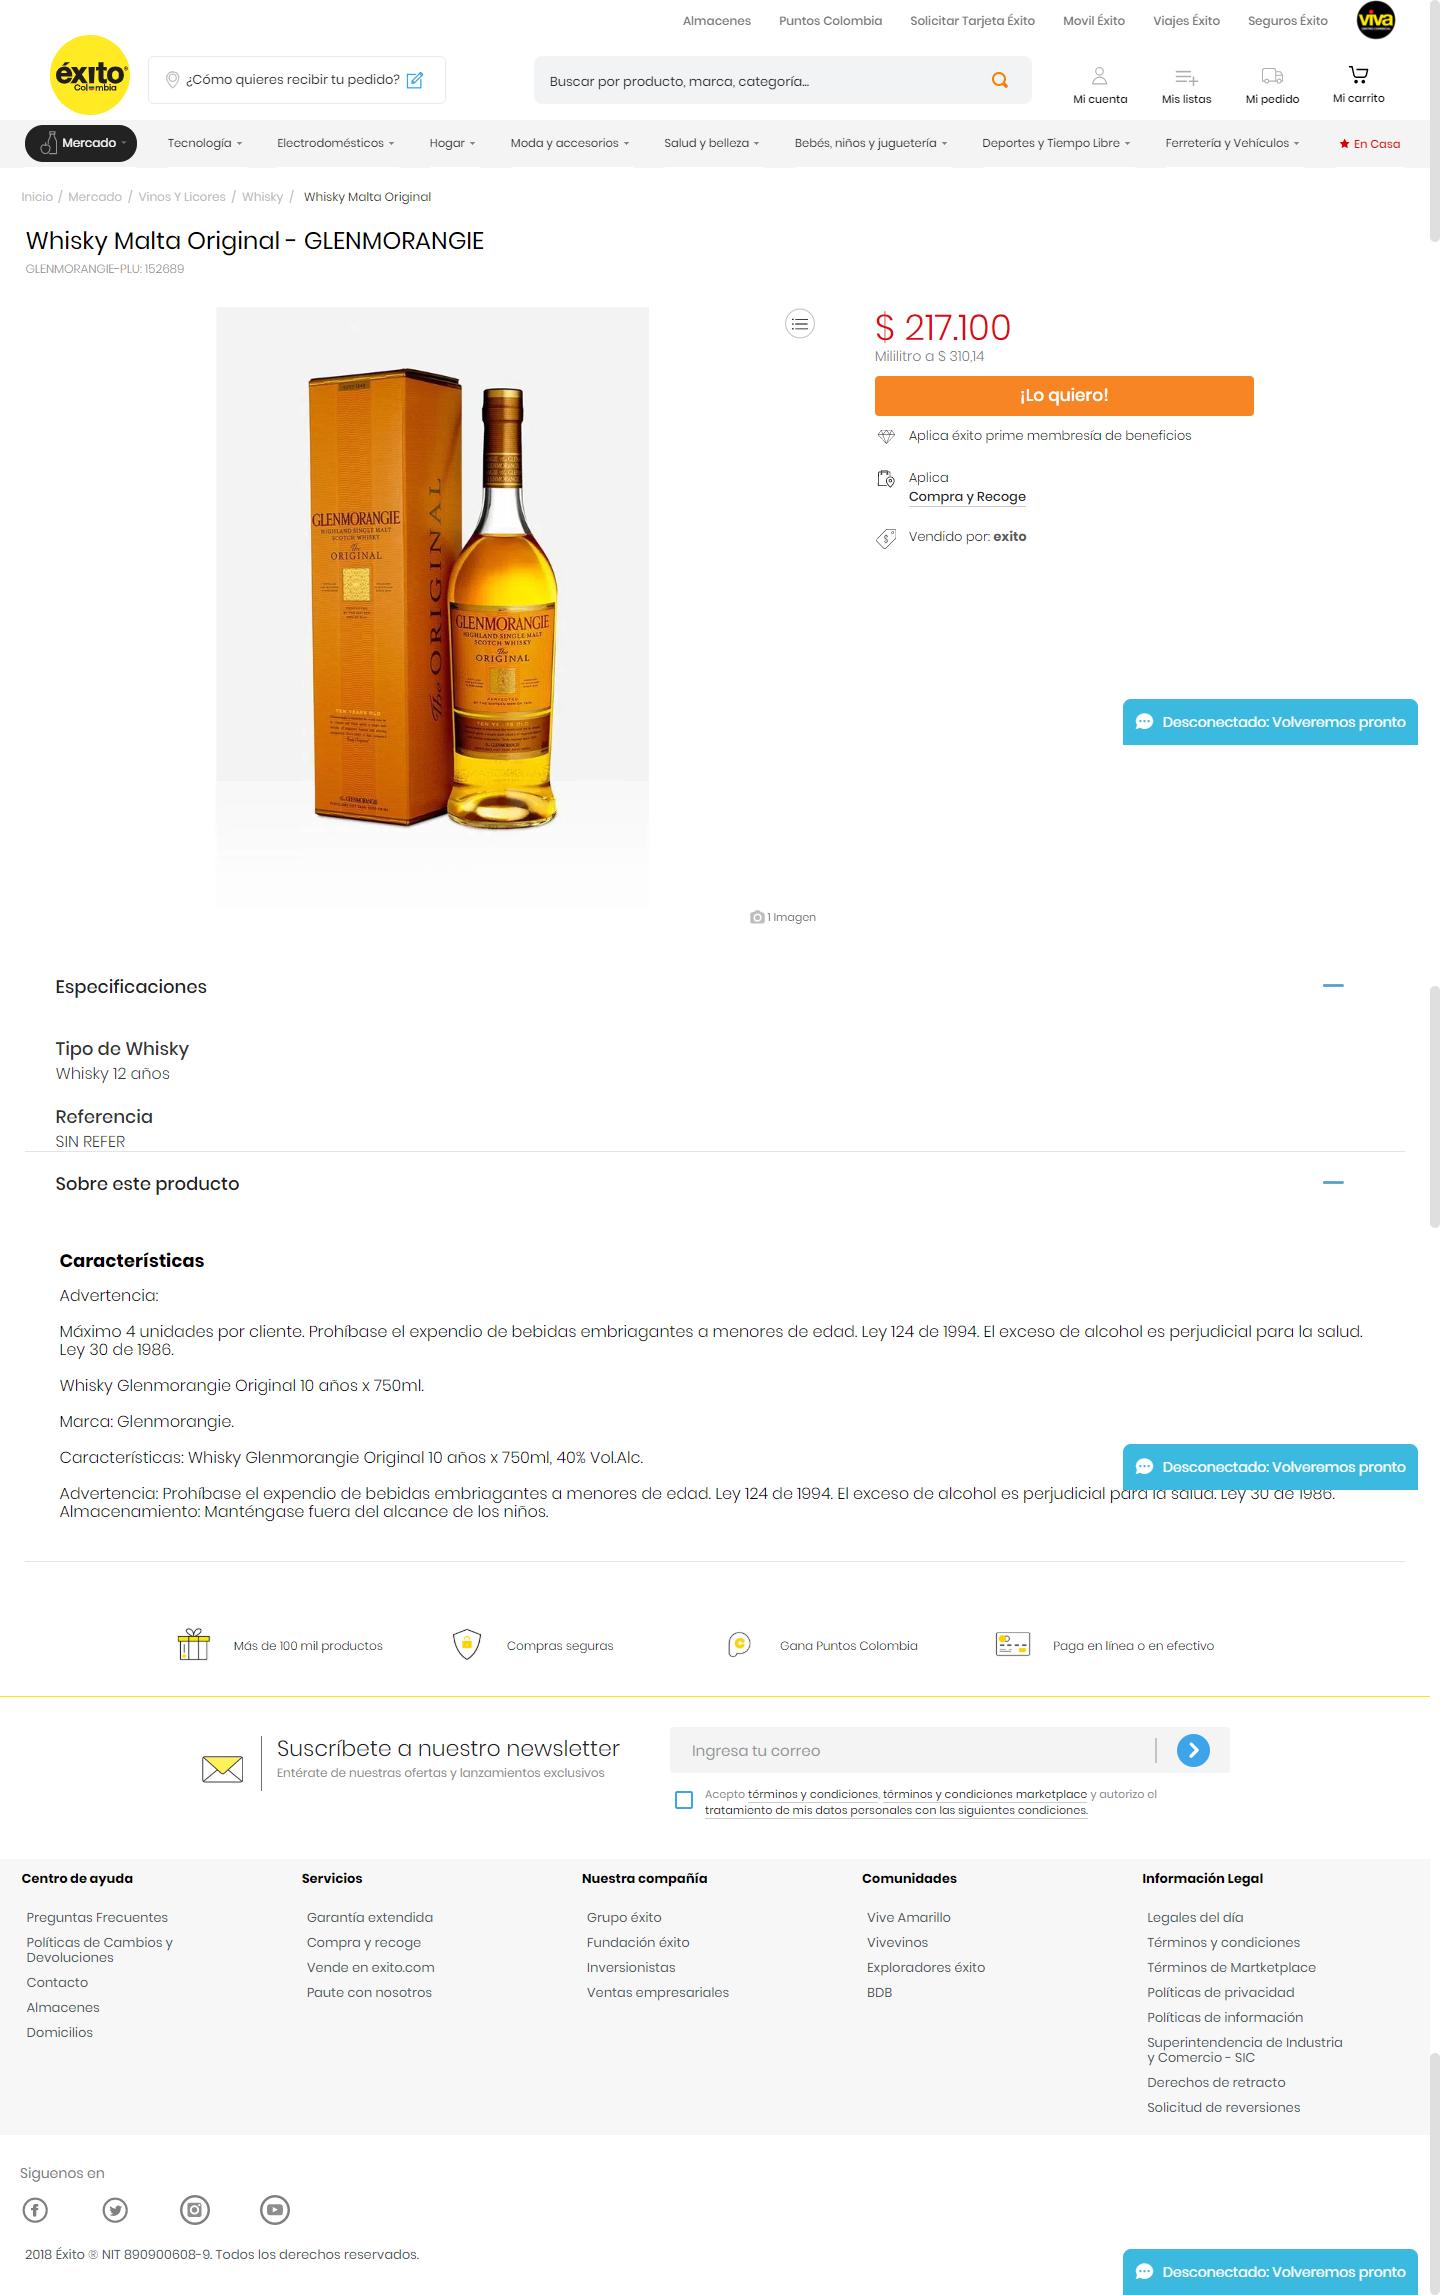 Almacenes Puntos Colombia Solicitar Tarjeta Éxito Movil Éxito Viajes Éxito Seguros Éxito viva
éxito
Colombia
¿Cómo quieres recibir tu pedido?
Buscar por producto, marca, categoría...
Mi cuenta Mis listas Mi pedido Mi carrito
Mercado Tecnología Electrodomésticos Hogar Moda y accesorios Salud y belleza Bebés, niños y juguetería Deportes y Tiempo Libre Ferretería y Vehículos En Casa
Inicio / Mercado / Vinos Y Licores / Whisky / Whisky Malta Original
Whisky Malta Original - GLENMORANGIE
GLENMORANGIE-PLU: 152689
GLENMORANGIE
HIGHLAND SINGLE MALT
SCOTCH WHISKY
The
ORIGINAL
TEN YEARS OLD
The ORIGINAL
GLENMORANGIE
HIGHLAND SINGLE MALT
SCOTCH WHISKY
The
ORIGINAL
TEN YEARS OLD
1 Imagen
$ 217.100
Mililitro a $ 310,14
¡Lo quiero!
Aplica éxito prime membresía de beneficios
Aplica
Compra y Recoge
Vendido por: exito
Desconectado: Volveremos pronto
Especificaciones
Tipo de Whisky
Whisky 12 años
Referencia
SIN REFER
Sobre este producto
Características
Advertencia:
Máximo 4 unidades por cliente. Prohíbase el expendio de bebidas embriagantes a menores de edad. Ley 124 de 1994. El exceso de alcohol es perjudicial para la salud.
Ley 30 de 1986.
Whisky Glenmorangie Original 10 años x 750ml.
Marca: Glenmorangie.
Características: Whisky Glenmorangie Original 10 años x 750ml, 40% Vol.Alc.
Desconectado: Volveremos pronto
Advertencia: Prohíbase el expendio de bebidas embriagantes a menores de edad. Ley 124 de 1994. El exceso de alcohol es perjudicial para la salud. Ley 30 de 1986.
Almacenamiento: Manténgase fuera del alcance de los niños.
Más de 100 mil productos Compras seguras Gana Puntos Colombia Paga en línea o en efectivo
Suscríbete a nuestro newsletter
Entérate de nuestras ofertas y lanzamientos exclusivos
Ingresa tu correo
Acepto términos y condiciones, términos y condiciones marketplace y autorizo el
tratamiento de mis datos personales con las siguientes condiciones.
Centro de ayuda
Preguntas Frecuentes
Políticas de Cambios y
Devoluciones
Contacto
Almacenes
Domicilios
Servicios
Garantía extendida
Compra y recoge
Vende en exito.com
Paute con nosotros
Nuestra compañía
Grupo éxito
Fundación éxito
Inversionistas
Ventas empresariales
Comunidades
Vive Amarillo
Vivevinos
Exploradores éxito
BDB
Información Legal
Legales del día
Términos y condiciones
Términos de Martketplace
Políticas de privacidad
Políticas de información
Superintendencia de Industria
y Comercio - SIC
Derechos de retracto
Solicitud de reversiones
Siguenos en
2018 Éxito ® NIT 890900608-9. Todos los derechos reservados.
Desconectado: Volveremos pronto